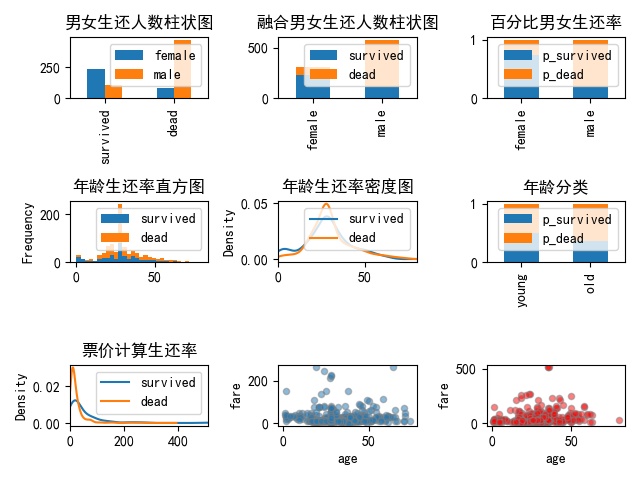 男女生还人数柱状图
250
0
female
male
survived
dead
融合男女生还人数柱状图
500
0
survived
dead
female
male
百分比男女生还率
1
0
p_survived
p_dead
female
male
年龄生还率直方图
Frequency
200
0
survived
dead
0
50
年龄生还率密度图
Density
0.05
0.00
survived
dead
0
50
年龄分类
1
0
p_survived
p_dead
young
old
票价计算生还率
Density
0.02
0.00
survived
dead
0
200
400
fare
200
0
0
50
age
fare
500
0
0
50
age